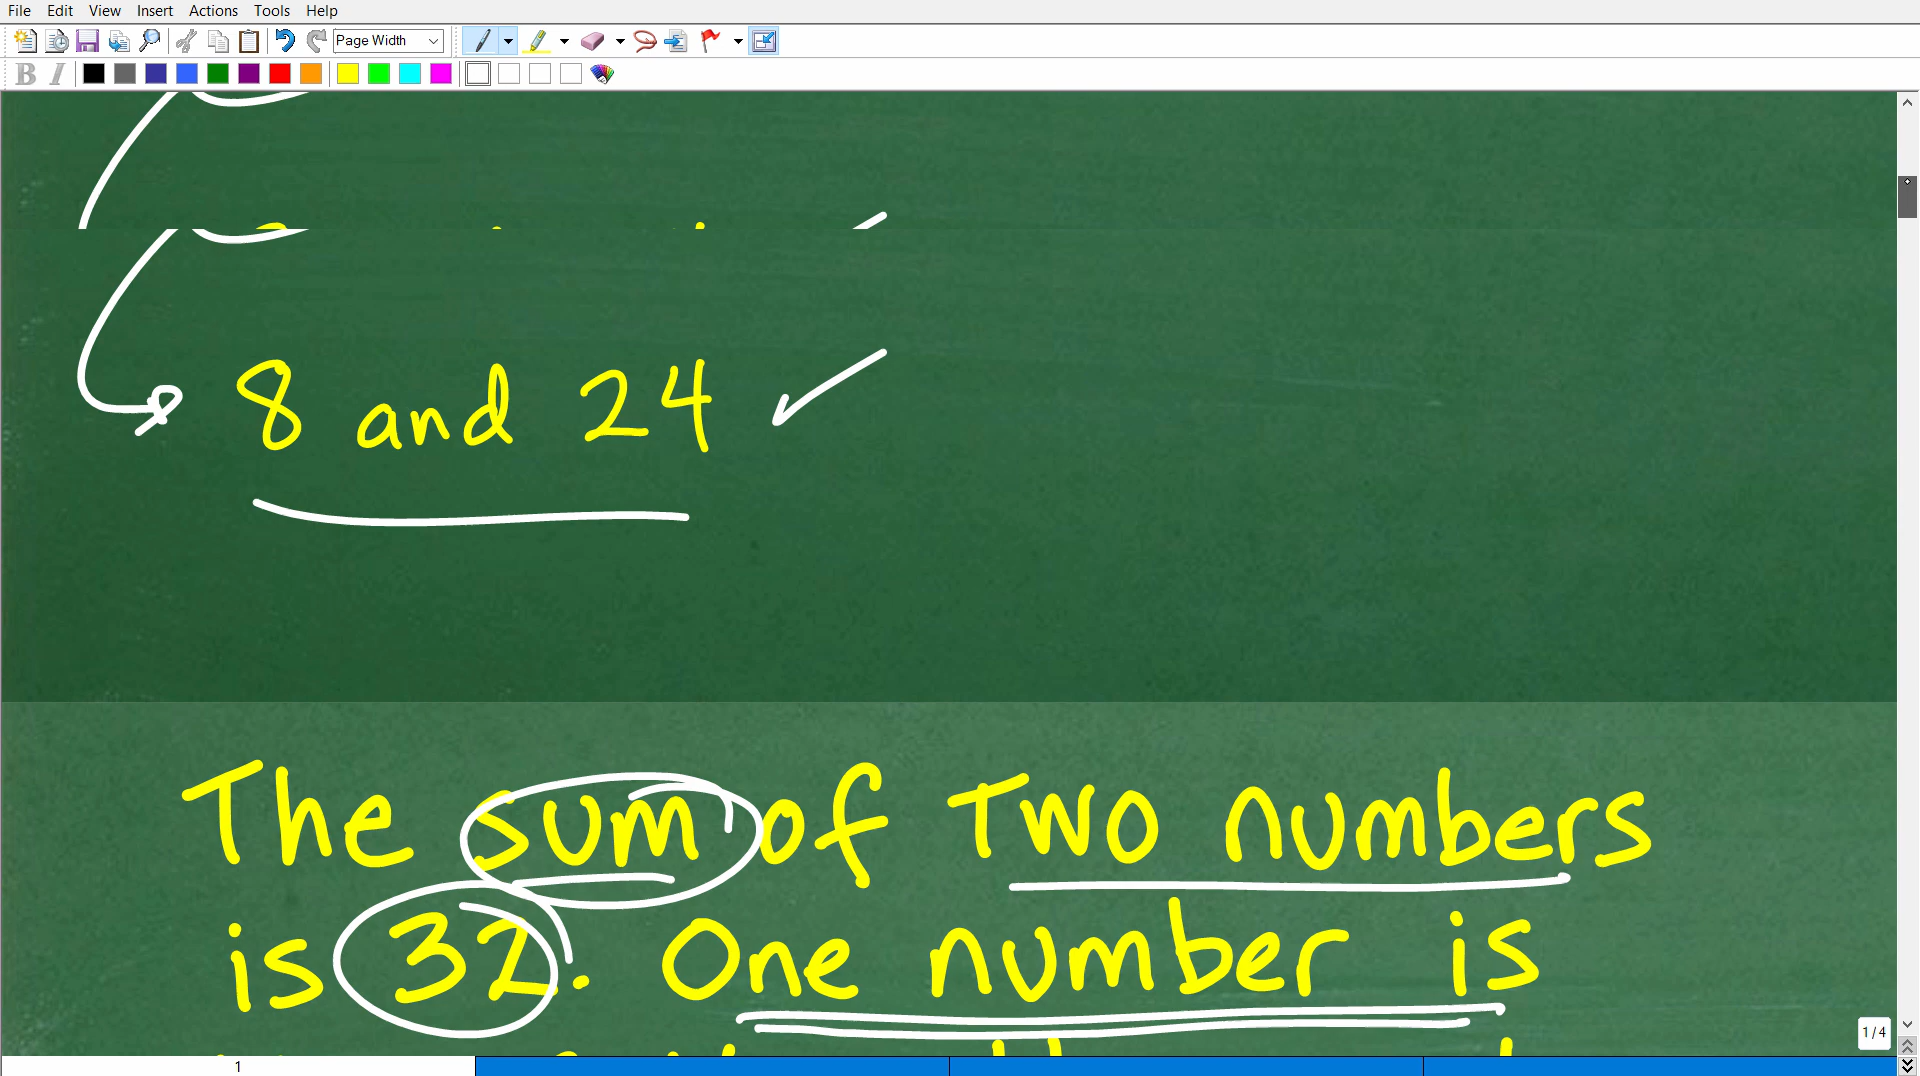 File Edit View Insert Actions Tools Help
Page Width
B I
8 and 24
The sum of Two numbers
is 32. One number is
1/4
1